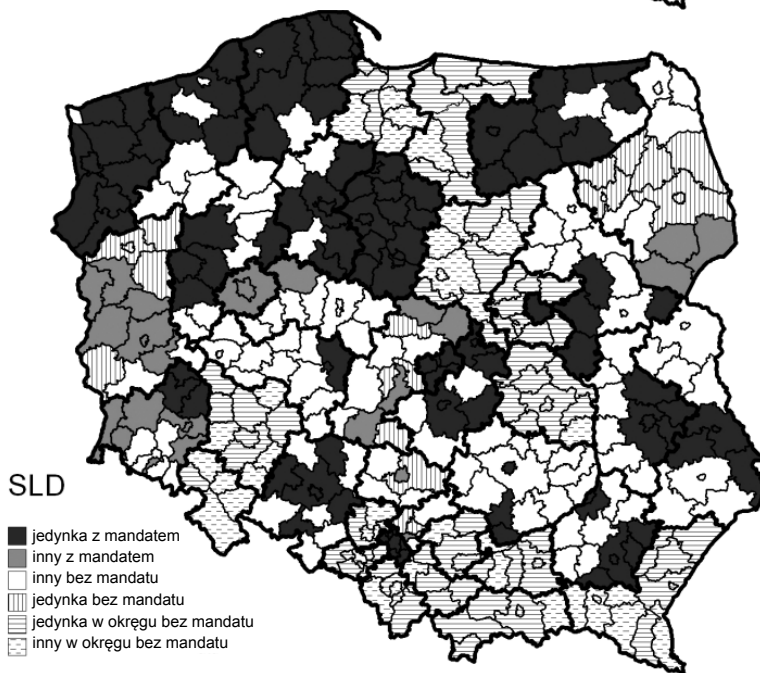 SLD
jedynka z mandatem
inny z mandatem
inny bez mandatu
jedynka bez mandatu
jedynka w okręgu bez mandatu
inny w okręgu bez mandatu